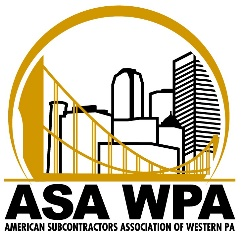 ASA WPA
AMERICAN SUBCONTRACTORS ASSOCIATION OF WESTERN PA